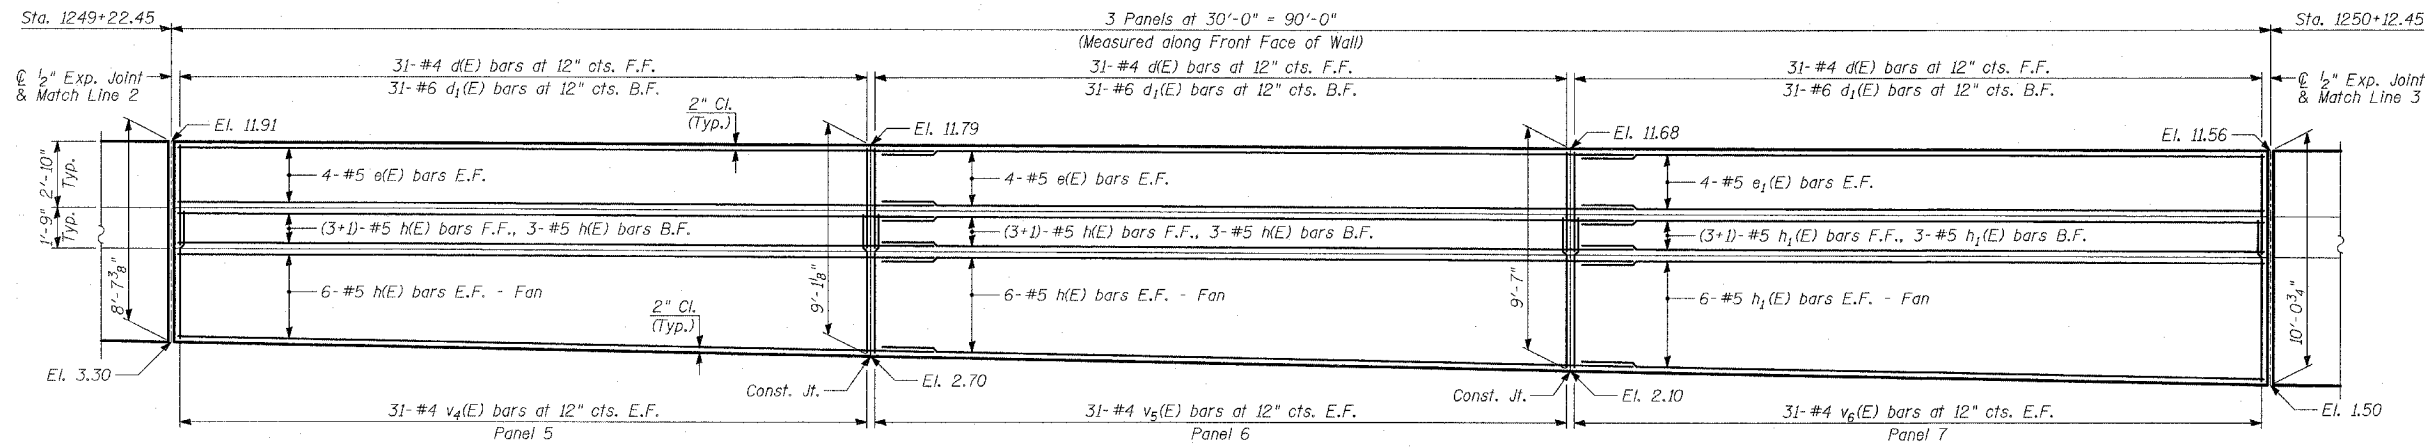 Sta. 1249+22.45
3 Panels at 30'-0" = 90'-0"
Sta. 1250+12.45
(Measured along Front Face of Wall)
℄ 1/2" Exp. Joint
& Match Line 2
31- #4 d(E) bars at 12" cts. F.F.
31- #6 d₁(E) bars at 12" cts. B.F.
31- #4 d(E) bars at 12" cts. F.F.
31- #6 d₁(E) bars at 12" cts. B.F.
31- #4 d(E) bars at 12" cts. F.F.
31- #6 d₁(E) bars at 12" cts. B.F.
℄ 1/2" Exp. Joint
& Match Line 3
2" Cl.
(Typ.)
El. 11.91
El. 11.79
El. 11.68
El. 11.56
2'-10"
Typ.
1'-9"
Typ.
4- #5 e(E) bars E.F.
4- #5 e(E) bars E.F.
4- #5 e₁(E) bars E.F.
(3+1)- #5 h(E) bars F.F., 3- #5 h(E) bars B.F.
(3+1)- #5 h(E) bars F.F., 3- #5 h(E) bars B.F.
(3+1)- #5 h₁(E) bars F.F., 3- #5 h₁(E) bars B.F.
8'-7 3/8"
9'-1 1/8"
9'-7"
10'-0 3/4"
6- #5 h(E) bars E.F. - Fan
6- #5 h(E) bars E.F. - Fan
6- #5 h₁(E) bars E.F. - Fan
2" Cl.
(Typ.)
El. 3.30
Const. Jt.
El. 2.70
Const. Jt.
El. 2.10
El. 1.50
31- #4 v₄(E) bars at 12" cts. E.F.
Panel 5
31- #4 v₅(E) bars at 12" cts. E.F.
Panel 6
31- #4 v₆(E) bars at 12" cts. E.F.
Panel 7